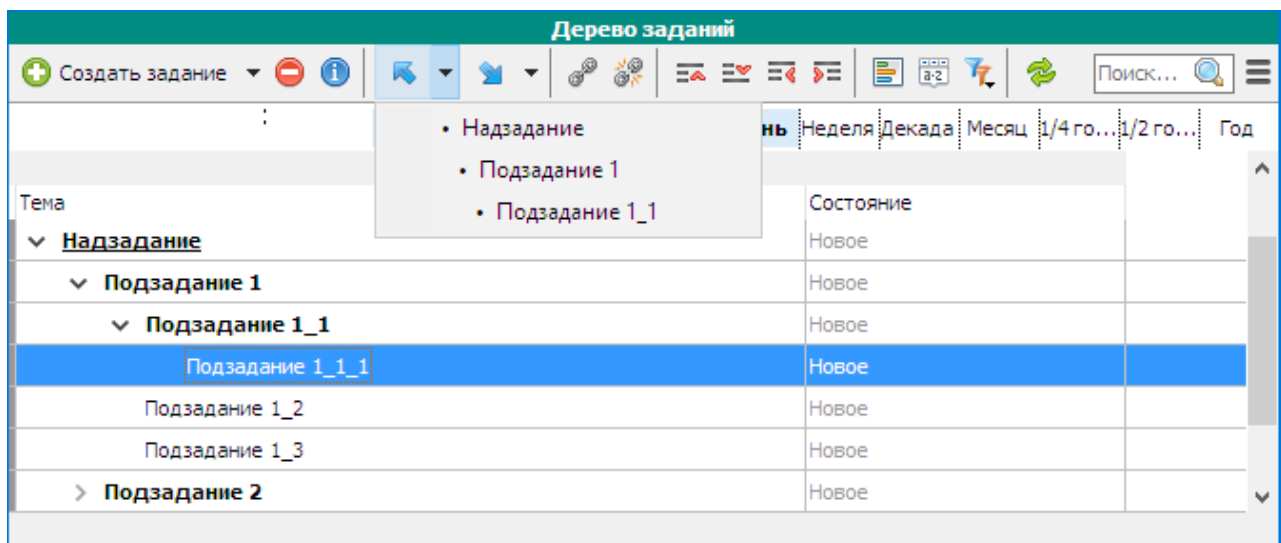 Дерево заданий
Создать задание Поиск...
• Надзадание
нь Неделя Декада Месяц 1/4 го... 1/2 го... Год
• Подзадание 1
Тема • Подзадание 1_1 Состояние
Надзадание Новое
Подзадание 1 Новое
Подзадание 1_1 Новое
Подзадание 1_1_1 Новое
Подзадание 1_2 Новое
Подзадание 1_3 Новое
Подзадание 2 Новое